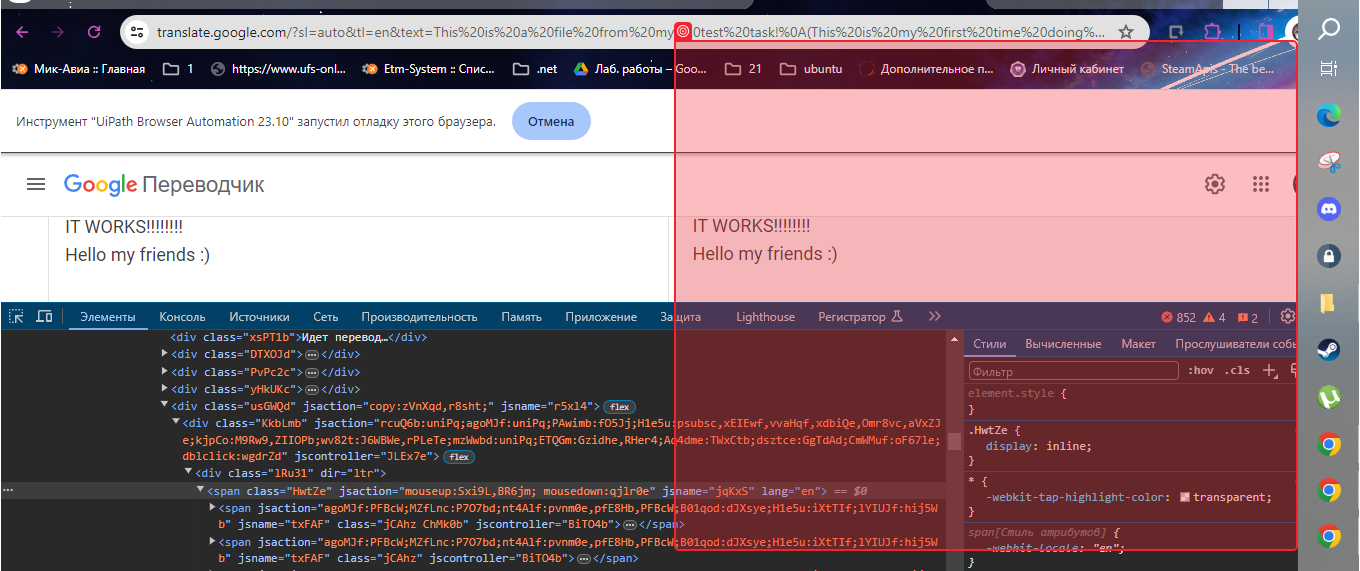 translate.google.com/?sl=auto&tl=en&text=This%20is%20a%20file%20from%20my 0test%20task!%0A(This%20is%20my%20first%20time%20doing%...
Мик-Авиа :: Главная 1 https://www.ufs-onl... Etm-System :: Спис... .net Лаб. работы – Goo... 21 ubuntu Дополнительное п... Личный кабинет SteamApis - The be...
Инструмент "UiPath Browser Automation 23.10" запустил отладку этого браузера. Отмена
Google Переводчик
IT WORKS!!!!!!!! IT WORKS!!!!!!!!
Hello my friends :) Hello my friends :)
Элементы Консоль Источники Сеть Производительность Память Приложение Защита Lighthouse Регистратор 852 4 2
<div class="xsPT1b">Идет перевод…</div>
<div class="DTXOJd">…</div>
<div class="PvPc2c">…</div>
<div class="yHkUKc">…</div>
<div class="usGWQd" jsaction="copy:zVnXqd,r8sht;" jsname="r5xl4"> flex
<div class="KkbLmb" jsaction="rcuQ6b:uniPq;agoMJf:uniPq;PAwimb:fO5Jj;H1e5u:psubsc,xEIEwf,vvaHqf,xdbiQe,Omr8vc,aVxZJ
e;kjpCo:M9Rw9,ZIIOPb;wv82t:J6WBWe,rPLeTe;mzWwbd:uniPq;ETQGm:Gzidhe,RHer4;Ad4dme:TWxCtb;dsztce:GgTdAd;CmWMuf:oF67le;
dblclick:wgdrZd" jscontroller="JLEx7e"> flex
<div class="lRu31" dir="ltr">
<span class="HwtZe" jsaction="mouseup:Sxi9L,BR6jm; mousedown:qjlr0e" jsname="jqKxS" lang="en"> == $0
<span jsaction="agoMJf:PFBcW;MZfLnc:P7O7bd;nt4Alf:pvnm0e,pfE8Hb,PFBcW;B01qod:dJXsye;H1e5u:iXtTIf;lYIUJf:hij5W
b" jsname="txFAF" class="jCAhz ChMk0b" jscontroller="BiTO4b">…</span>
<span jsaction="agoMJf:PFBcW;MZfLnc:P7O7bd;nt4Alf:pvnm0e,pfE8Hb,PFBcW;B01qod:dJXsye;H1e5u:iXtTIf;lYIUJf:hij5W
b" jsname="txFAF" class="jCAhz" jscontroller="BiTO4b">…</span>
Стили Вычисленные Макет Прослушиватели собы
Фильтр :hov .cls
element.style {
}
.HwtZe {
display: inline;
}
* {
-webkit-tap-highlight-color: transparent;
}
span[Стиль атрибутов] {
-webkit-locale: "en";
}